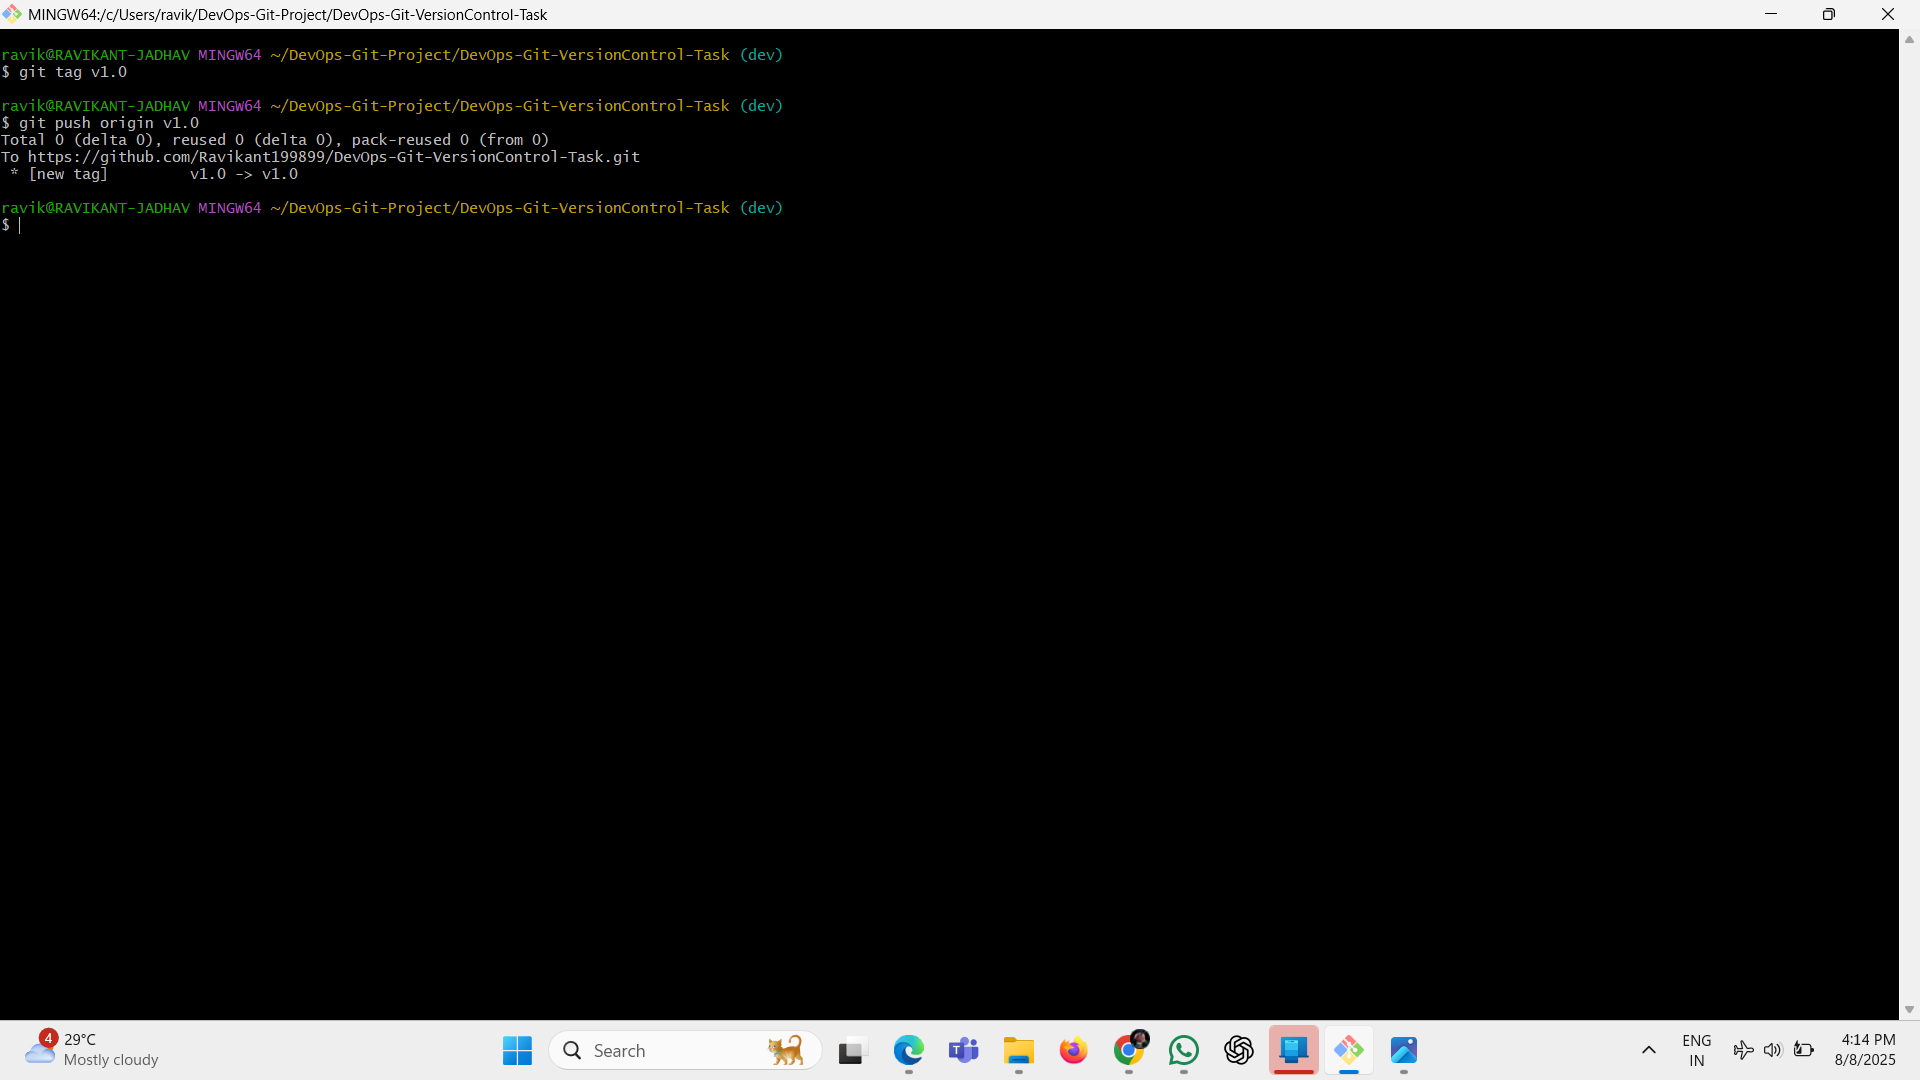 MINGW64:/c/Users/ravik/DevOps-Git-Project/DevOps-Git-VersionControl-Task
ravik@RAVIKANT-JADHAV MINGW64 ~/DevOps-Git-Project/DevOps-Git-VersionControl-Task (dev)
$ git tag v1.0
ravik@RAVIKANT-JADHAV MINGW64 ~/DevOps-Git-Project/DevOps-Git-VersionControl-Task (dev)
$ git push origin v1.0
Total 0 (delta 0), reused 0 (delta 0), pack-reused 0 (from 0)
To https://github.com/Ravikant199899/DevOps-Git-VersionControl-Task.git
 * [new tag]         v1.0 -> v1.0
ravik@RAVIKANT-JADHAV MINGW64 ~/DevOps-Git-Project/DevOps-Git-VersionControl-Task (dev)
$
4
29°C
Mostly cloudy
Search
ENG
IN
4:14 PM
8/8/2025